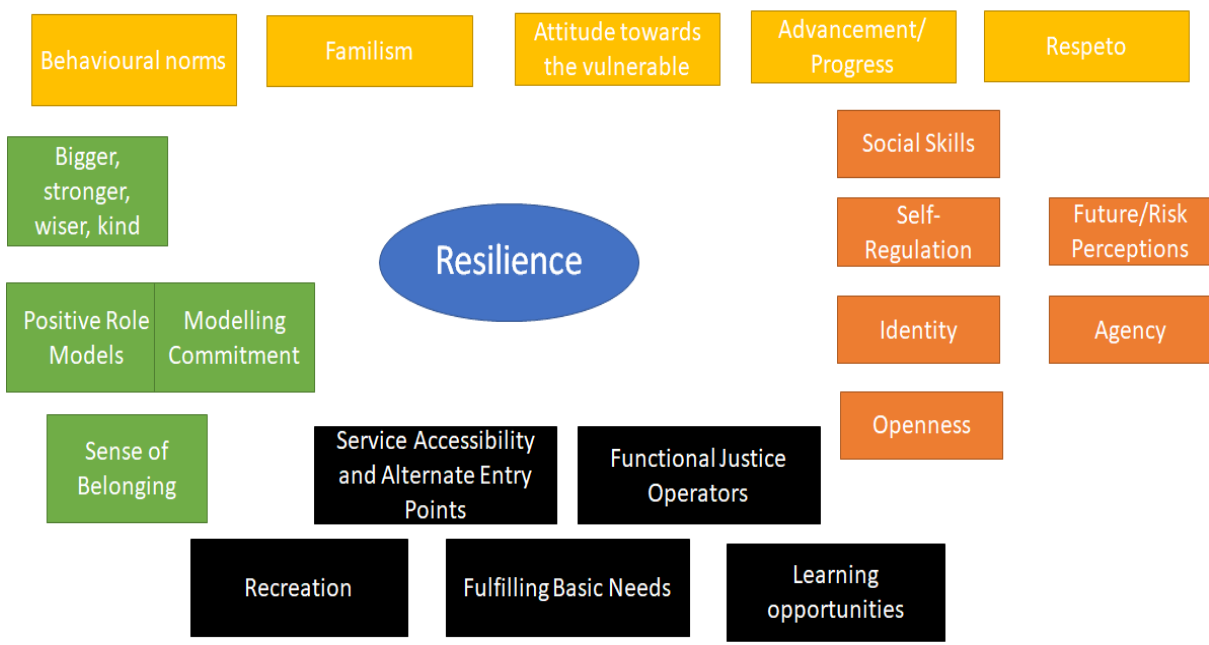 Behavioural norms
Familism
Attitude towards
the vulnerable
Advancement/
Progress
Respeto
Bigger,
stronger,
wiser, kind
Social Skills
Resilience
Self-
Regulation
Future/Risk
Perceptions
Positive Role
Models
Modelling
Commitment
Identity
Agency
Openness
Sense of
Belonging
Service Accessibility
and Alternate Entry
Points
Functional Justice
Operators
Recreation
Fulfilling Basic Needs
Learning
opportunities